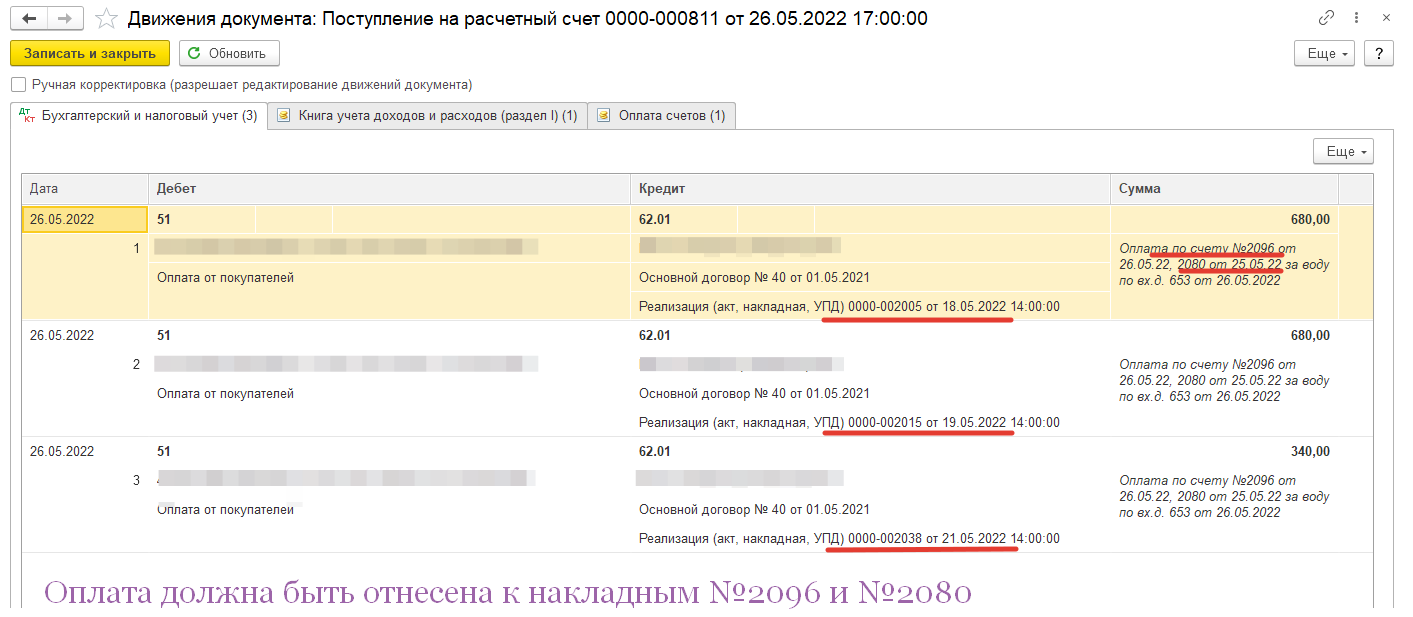 Движения документа: Поступление на расчетный счет 0000-000811 от 26.05.2022 17:00:00
Записать и закрыть
Обновить
Еще
?
Ручная корректировка (разрешает редактирование движений документа)
Дт Кт Бухгалтерский и налоговый учет (3)
Книга учета доходов и расходов (раздел I) (1)
Оплата счетов (1)
Еще
Дата Дебет Кредит Сумма
26.05.2022 51 62.01 680,00
1 Оплата по счету №2096 от
26.05.22, 2080 от 25.05.22 за воду
Оплата от покупателей Основной договор № 40 от 01.05.2021 по вх.д. 653 от 26.05.2022
Реализация (акт, накладная, УПД) 0000-002005 от 18.05.2022 14:00:00
26.05.2022 51 62.01 680,00
2 Оплата по счету №2096 от
26.05.22, 2080 от 25.05.22 за воду
Оплата от покупателей Основной договор № 40 от 01.05.2021 по вх.д. 653 от 26.05.2022
Реализация (акт, накладная, УПД) 0000-002015 от 19.05.2022 14:00:00
26.05.2022 51 62.01 340,00
3 Оплата по счету №2096 от
26.05.22, 2080 от 25.05.22 за воду
Оплата от покупателей Основной договор № 40 от 01.05.2021 по вх.д. 653 от 26.05.2022
Реализация (акт, накладная, УПД) 0000-002038 от 21.05.2022 14:00:00
Оплата должна быть отнесена к накладным №2096 и №2080